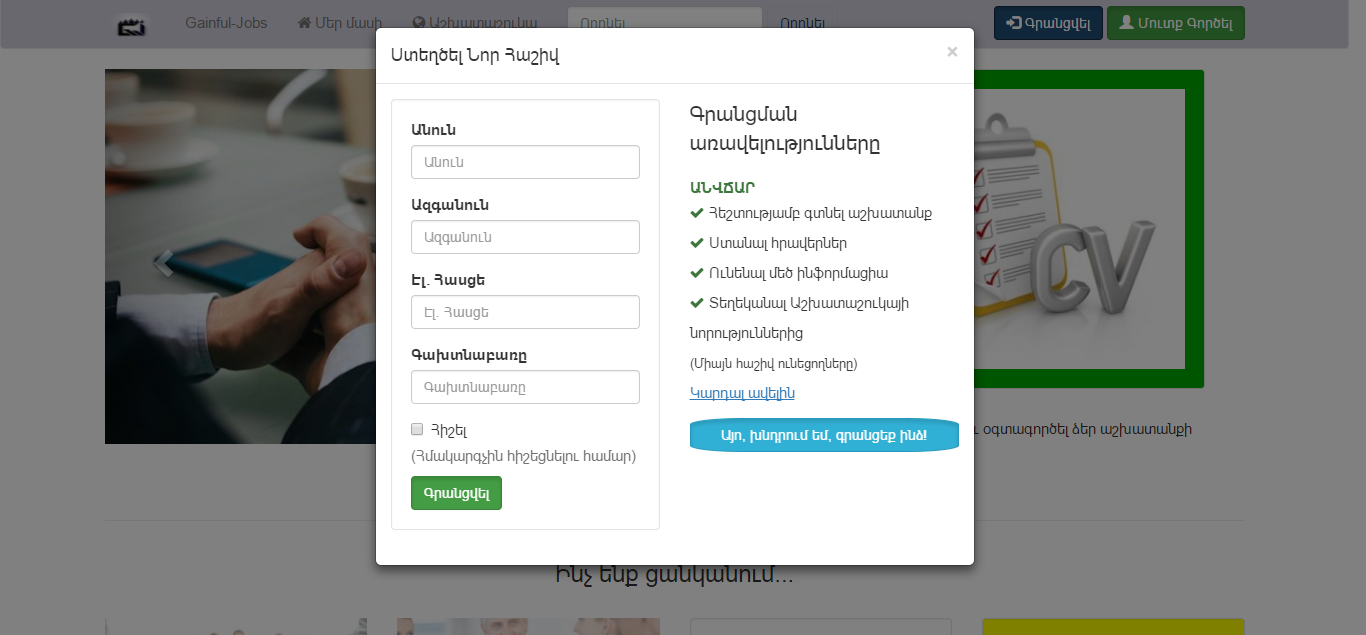 Gainful-Jobs
Մեր մասի
Աշխատաշուկա
Որոնել
Որոնել
Գրանցվել
Մուտք Գործել
Ստեղծել Նոր Հաշիվ
×
Անուն
Անուն
Ազգանուն
Ազգանուն
Էլ. Հասցե
Էլ. Հասցե
Գախտնաբառը
Գախտնաբառը
Հիշել
(Հմակարգչին հիշեցնելու համար)
Գրանցվել
Գրանցման
առավելությունները
ԱՆՎՃԱՐ
Հեշտությամբ գտնել աշխատանք
Ստանալ հրավերներ
Ունենալ մեծ ինֆորմացիա
Տեղեկանալ Աշխատաշուկայի
նորություններից
(Միայն հաշիվ ունեցողները)
Կարդալ ավելին
Այո, խնդրում եմ, գրանցեք ինձ!
CV
օգտագործել ձեր աշխատանքի
Ինչ ենք ցանկանում...